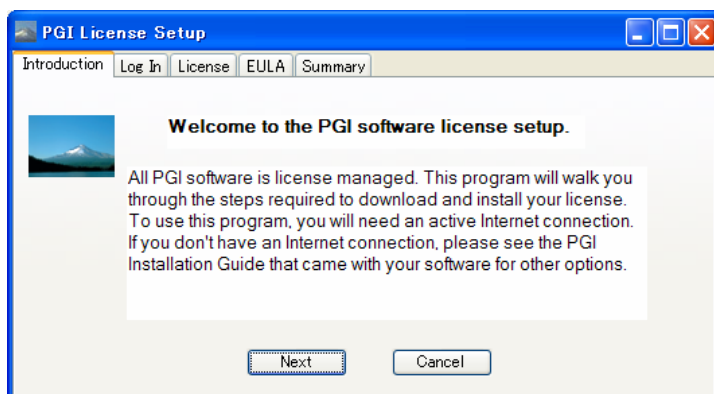 PGI License Setup
Introduction
Log In
License
EULA
Summary
Welcome to the PGI software license setup.
All PGI software is license managed. This program will walk you
through the steps required to download and install your license.
To use this program, you will need an active Internet connection.
If you don't have an Internet connection, please see the PGI
Installation Guide that came with your software for other options.
Next
Cancel